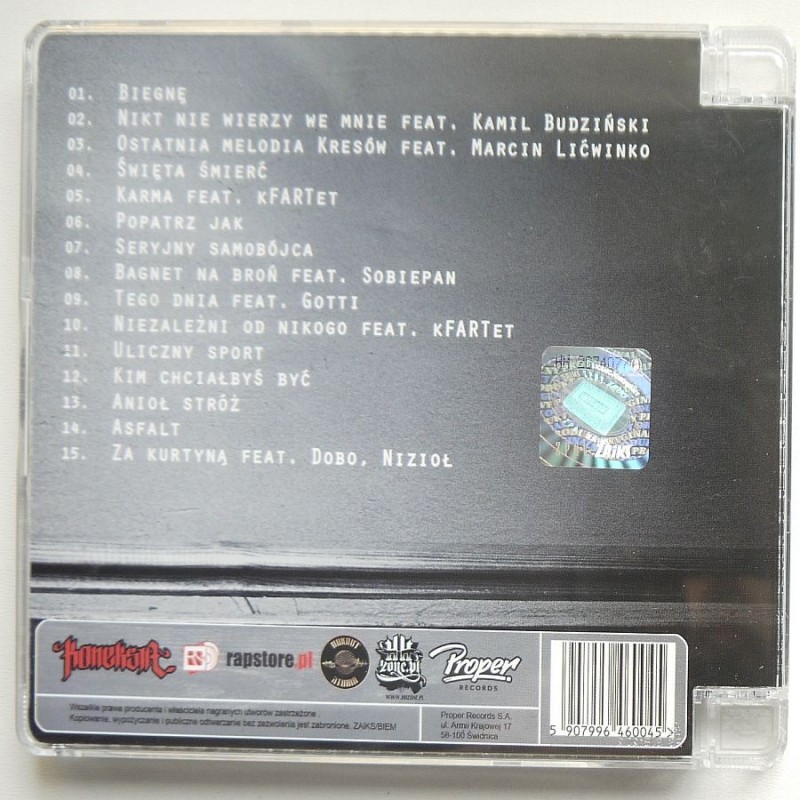 01. Biegnę
02. Nikt nie wierzy we mnie feat. Kamil Budziński
03. Ostatnia melodia Kresów feat. Marcin Lićwinko
04. Święta śmierć
05. Karma feat. kFARTet
06. Popatrz jak
07. Seryjny samobójca
08. Bagnet na broń feat. Sobiepan
09. Tego dnia feat. Gotti
10. Niezależni od nikogo feat. kFARTet
11. Uliczny sport
12. Kim chciałbyś być
13. Anioł stróż
14. Asfalt
15. Za kurtyną feat. Dobo, Nizioł
ZAiKS
rapstore.pl
Proper
RECORDS
Wszelkie prawa producenta i właściciela nagranych utworów zastrzeżone.
Kopiowanie, wypożyczanie i publiczne odtwarzanie bez zezwolenia jest zabronione. ZAIKS/BIEM
Proper Records S.A.
ul. Armii Krajowej 17
58-100 Świdnica
5 907996 460045 >